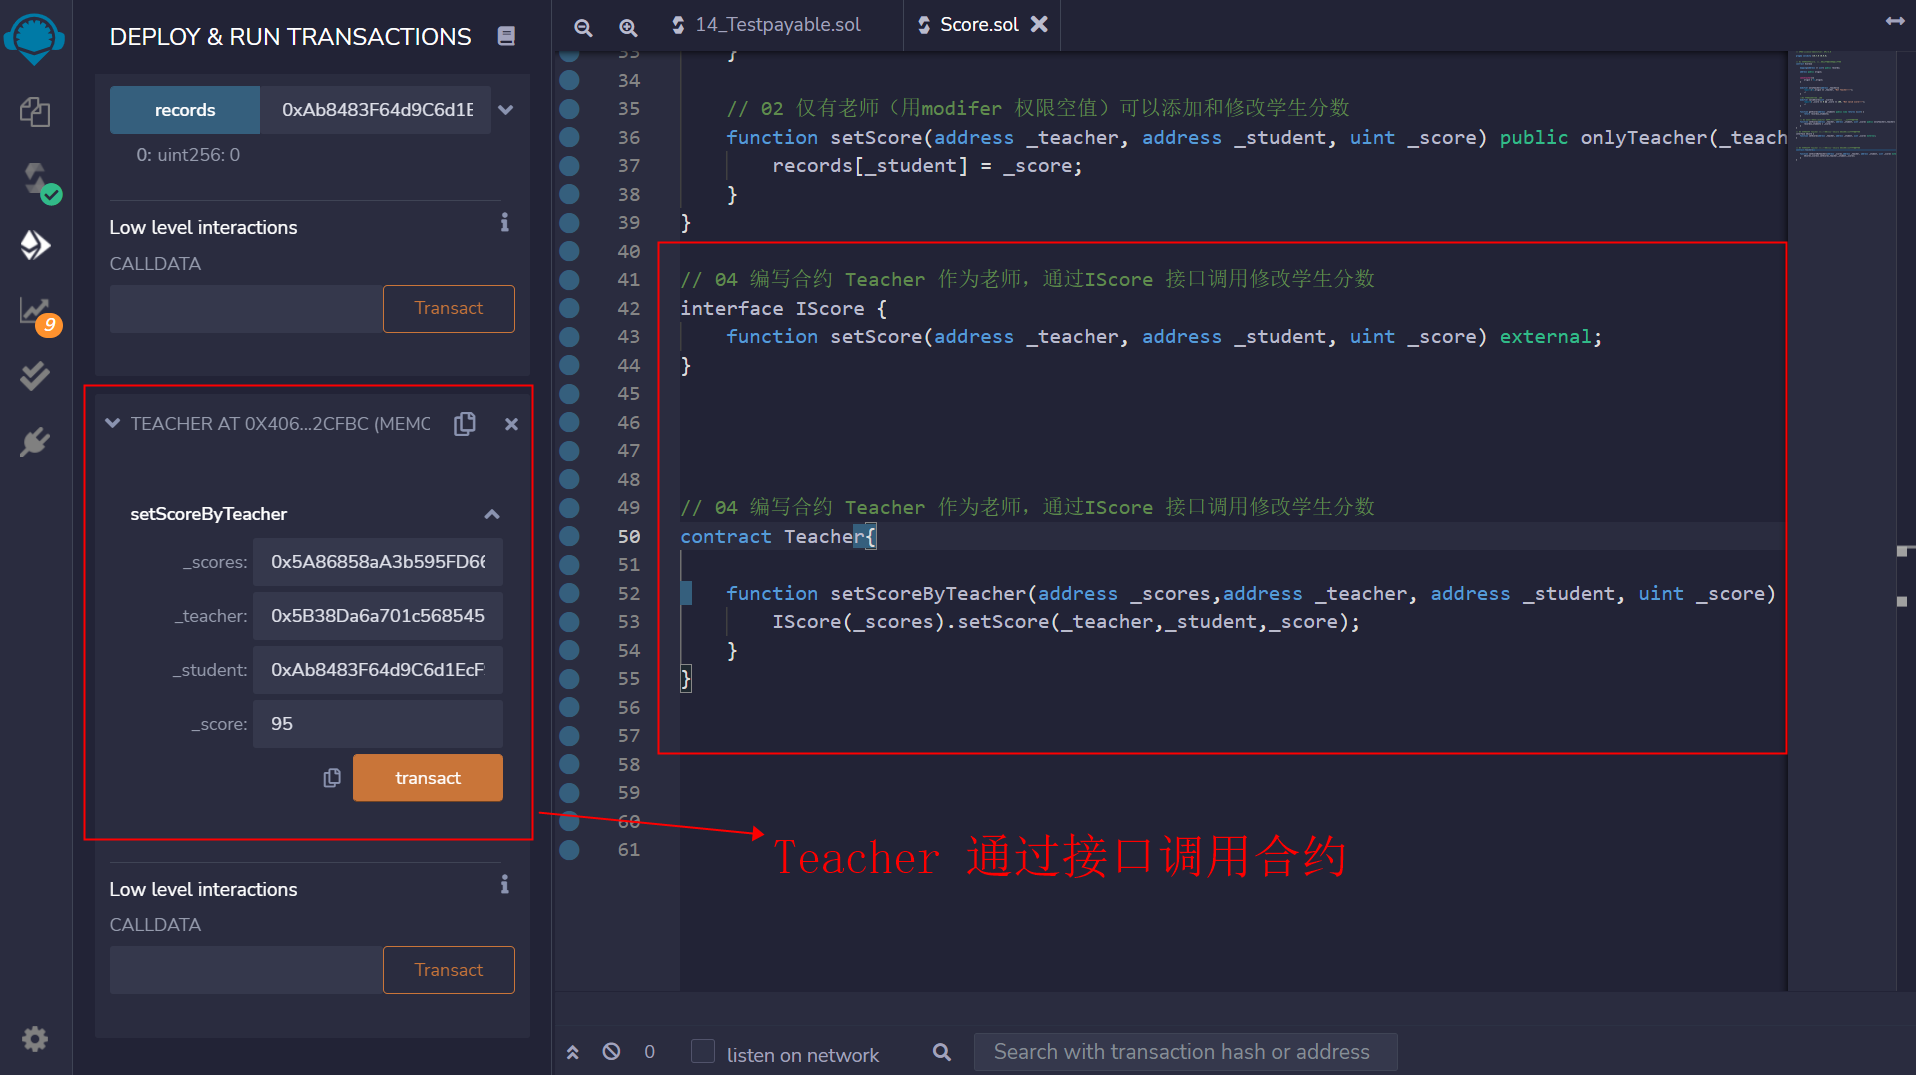 DEPLOY & RUN TRANSACTIONS
records 0xAb8483F64d9C6d1E
0: uint256: 0
Low level interactions
CALLDATA
Transact
9
TEACHER AT 0X406...2CFBC (MEMO
setScoreByTeacher
_scores: 0x5A86858aA3b595FD66
_teacher: 0x5B38Da6a701c568545
_student: 0xAb8483F64d9C6d1EcF
_score: 95
transact
Low level interactions
CALLDATA
Transact
14_Testpayable.sol
Score.sol
33 }
34
35 // 02 仅有老师（用modifer 权限空值）可以添加和修改学生分数
36 function setScore(address _teacher, address _student, uint _score) public onlyTeacher(_teach
37 records[_student] = _score;
38 }
39 }
40
41 // 04 编写合约 Teacher 作为老师，通过IScore 接口调用修改学生分数
42 interface IScore {
43 function setScore(address _teacher, address _student, uint _score) external;
44 }
45
46
47
48
49 // 04 编写合约 Teacher 作为老师，通过IScore 接口调用修改学生分数
50 contract Teacher{
51
52 function setScoreByTeacher(address _scores,address _teacher, address _student, uint _score)
53 IScore(_scores).setScore(_teacher,_student,_score);
54 }
55 }
56
57
58
59
60
61
Teacher 通过接口调用合约
0 listen on network Search with transaction hash or address